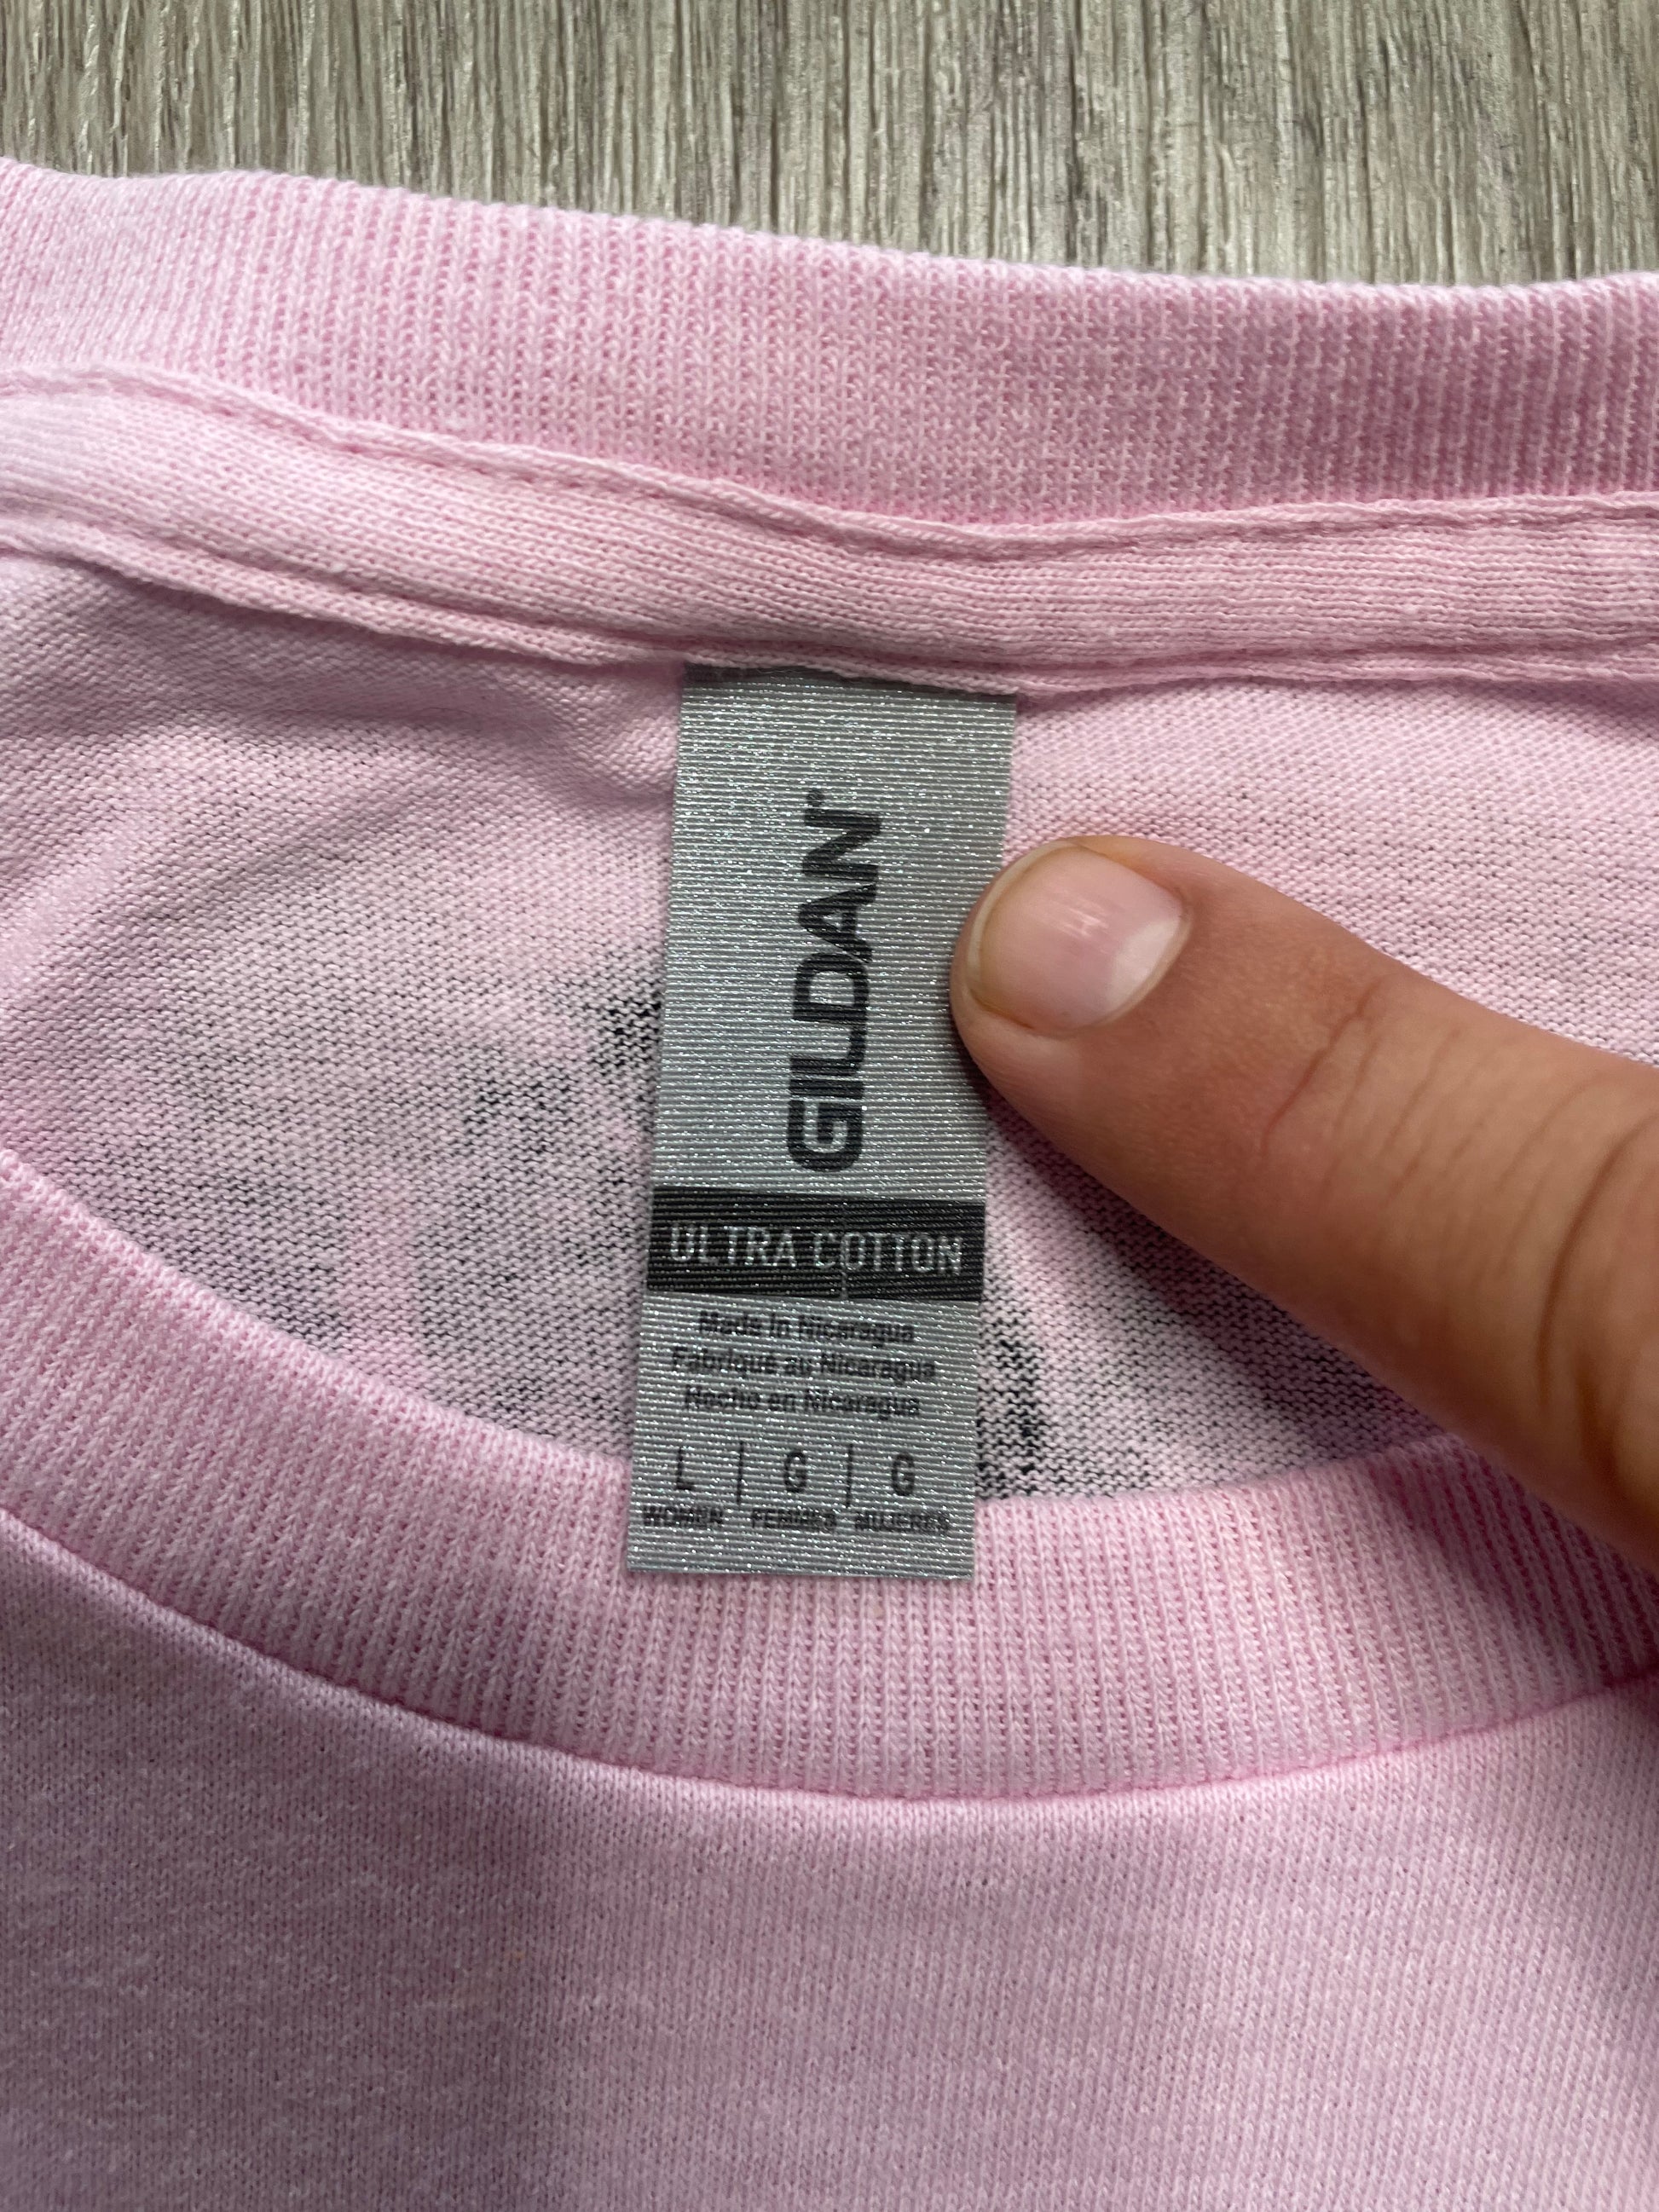 GILDAN®
ULTRA COTTON
Made in Nicaragua
Fabriqué au Nicaragua
Hecho en Nicaragua
L | G | G
WOMEN FEMMES MUJERES